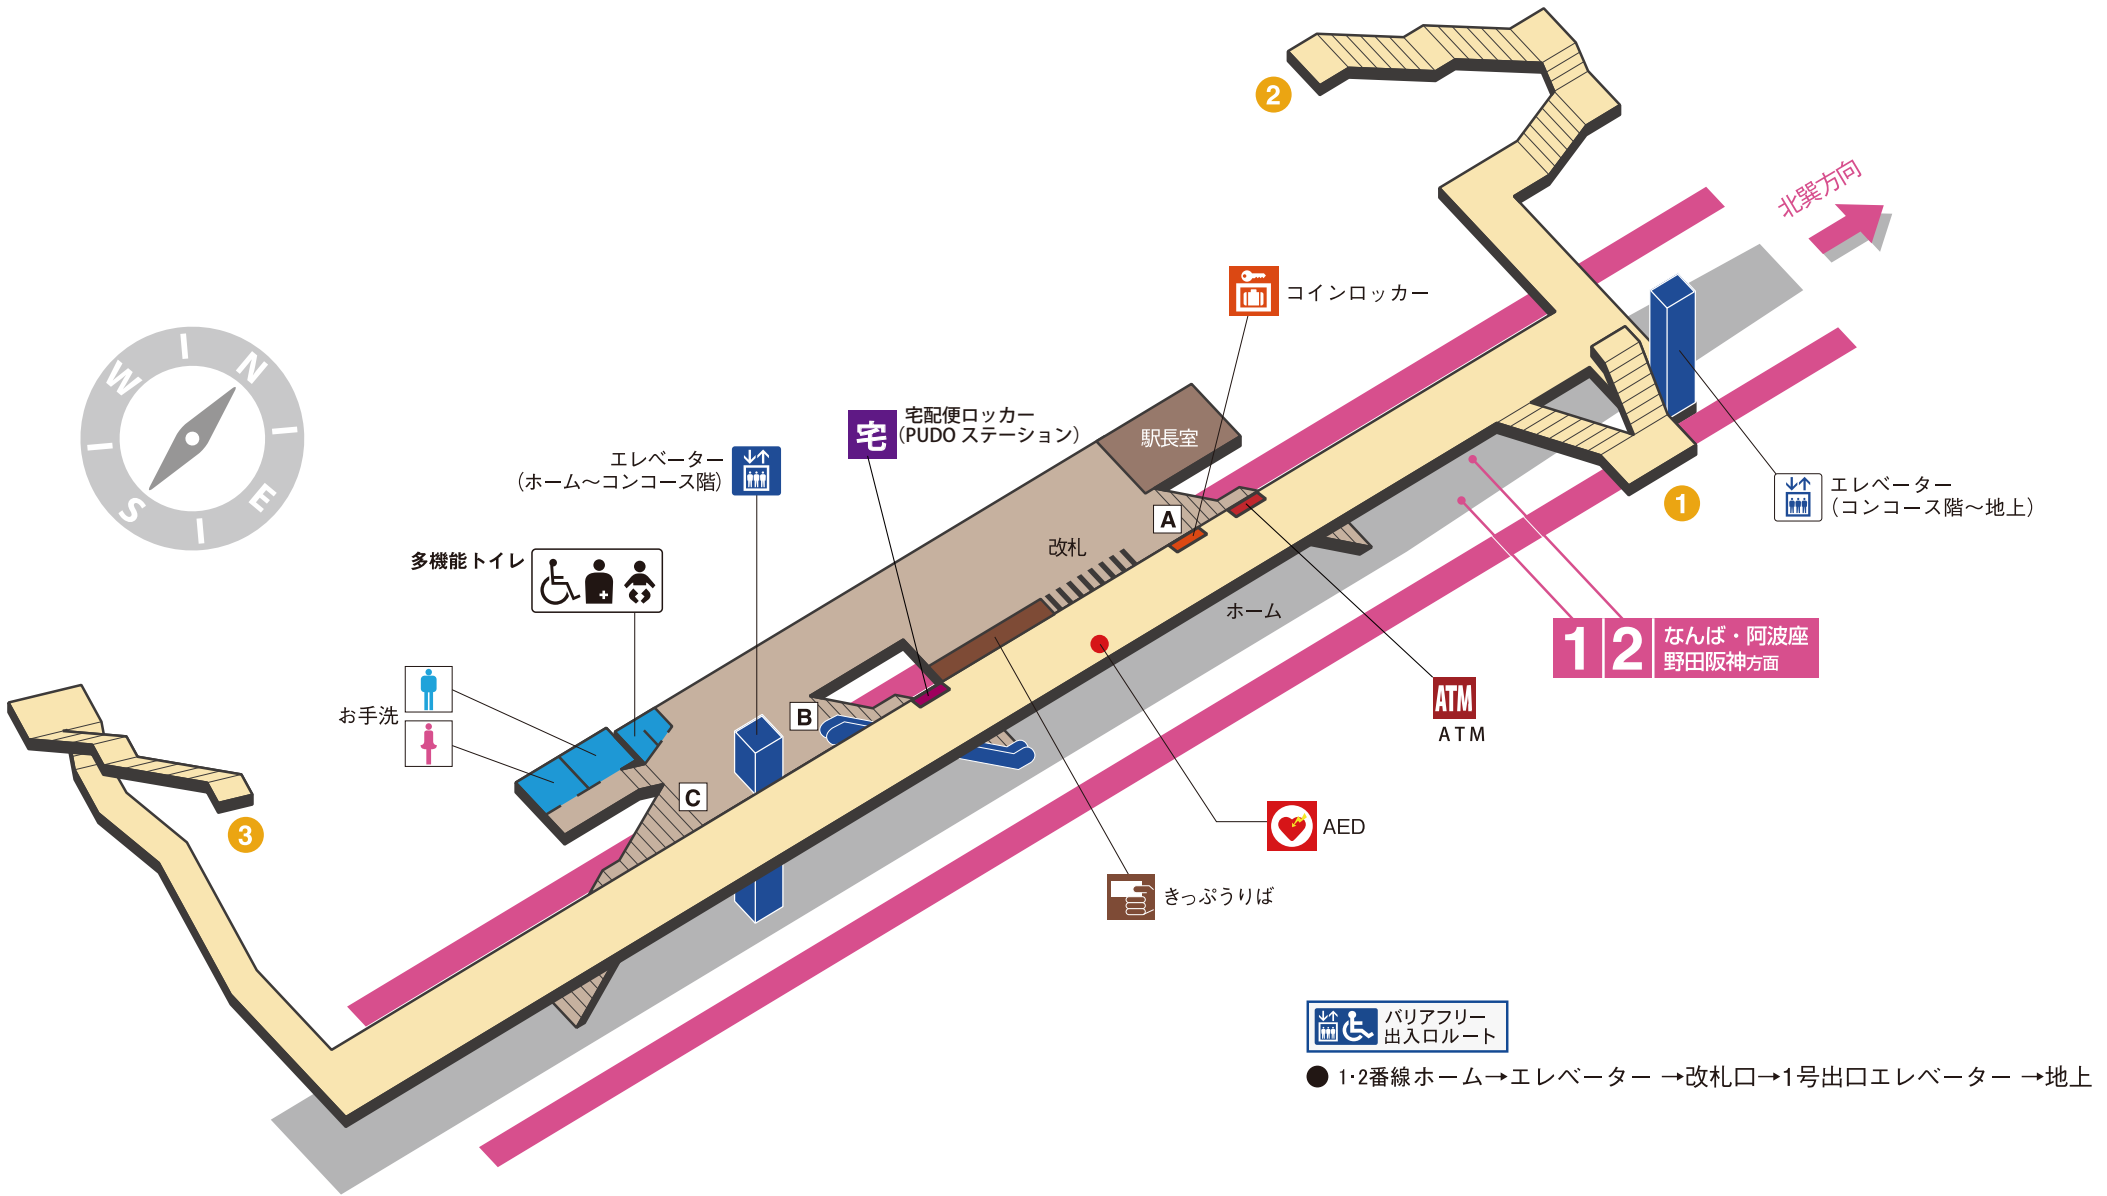 2
北巽方向
コインロッカー
N
W
E
S
宅
宅配便ロッカー
(PUDO ステーション)
駅長室
エレベーター
(ホーム〜コンコース階)
A
エレベーター
(コンコース階〜地上)
1
改札
多機能トイレ
ホーム
1 2 なんば・阿波座
野田阪神方面
B
お手洗
ATM
ATM
C
3
AED
きっぷうりば
バリアフリー
出入口ルート
● 1・2番線ホーム→エレベーター →改札口→1号出口エレベーター →地上